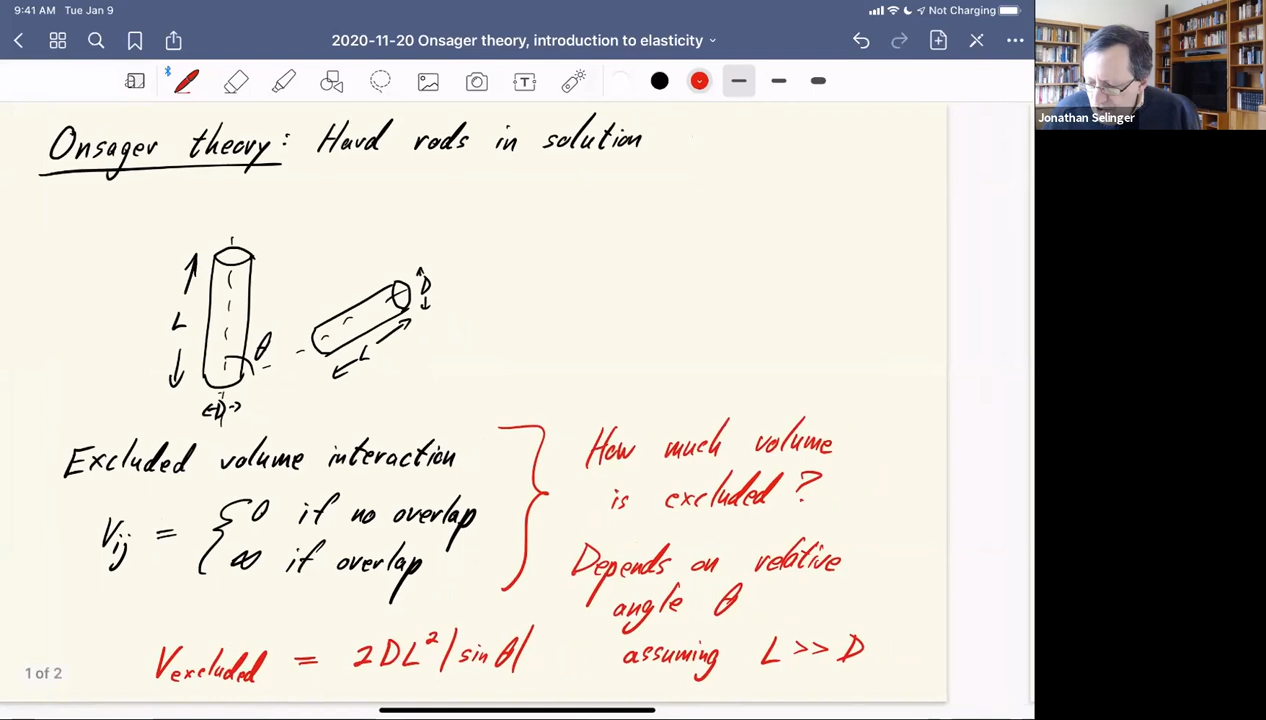 9:41 AM Tue Jan 9
Not Charging
2020-11-20 Onsager theory, introduction to elasticity
Jonathan Selinger
Onsager theory: Hard rods in solution
L
θ
D
L
D
Excluded volume interaction
Vij = { 0 if no overlap
∞ if overlap
How much volume
is excluded?
Depends on relative
angle θ
assuming L >> D
Vexcluded = 2DL²|sin θ|
1 of 2